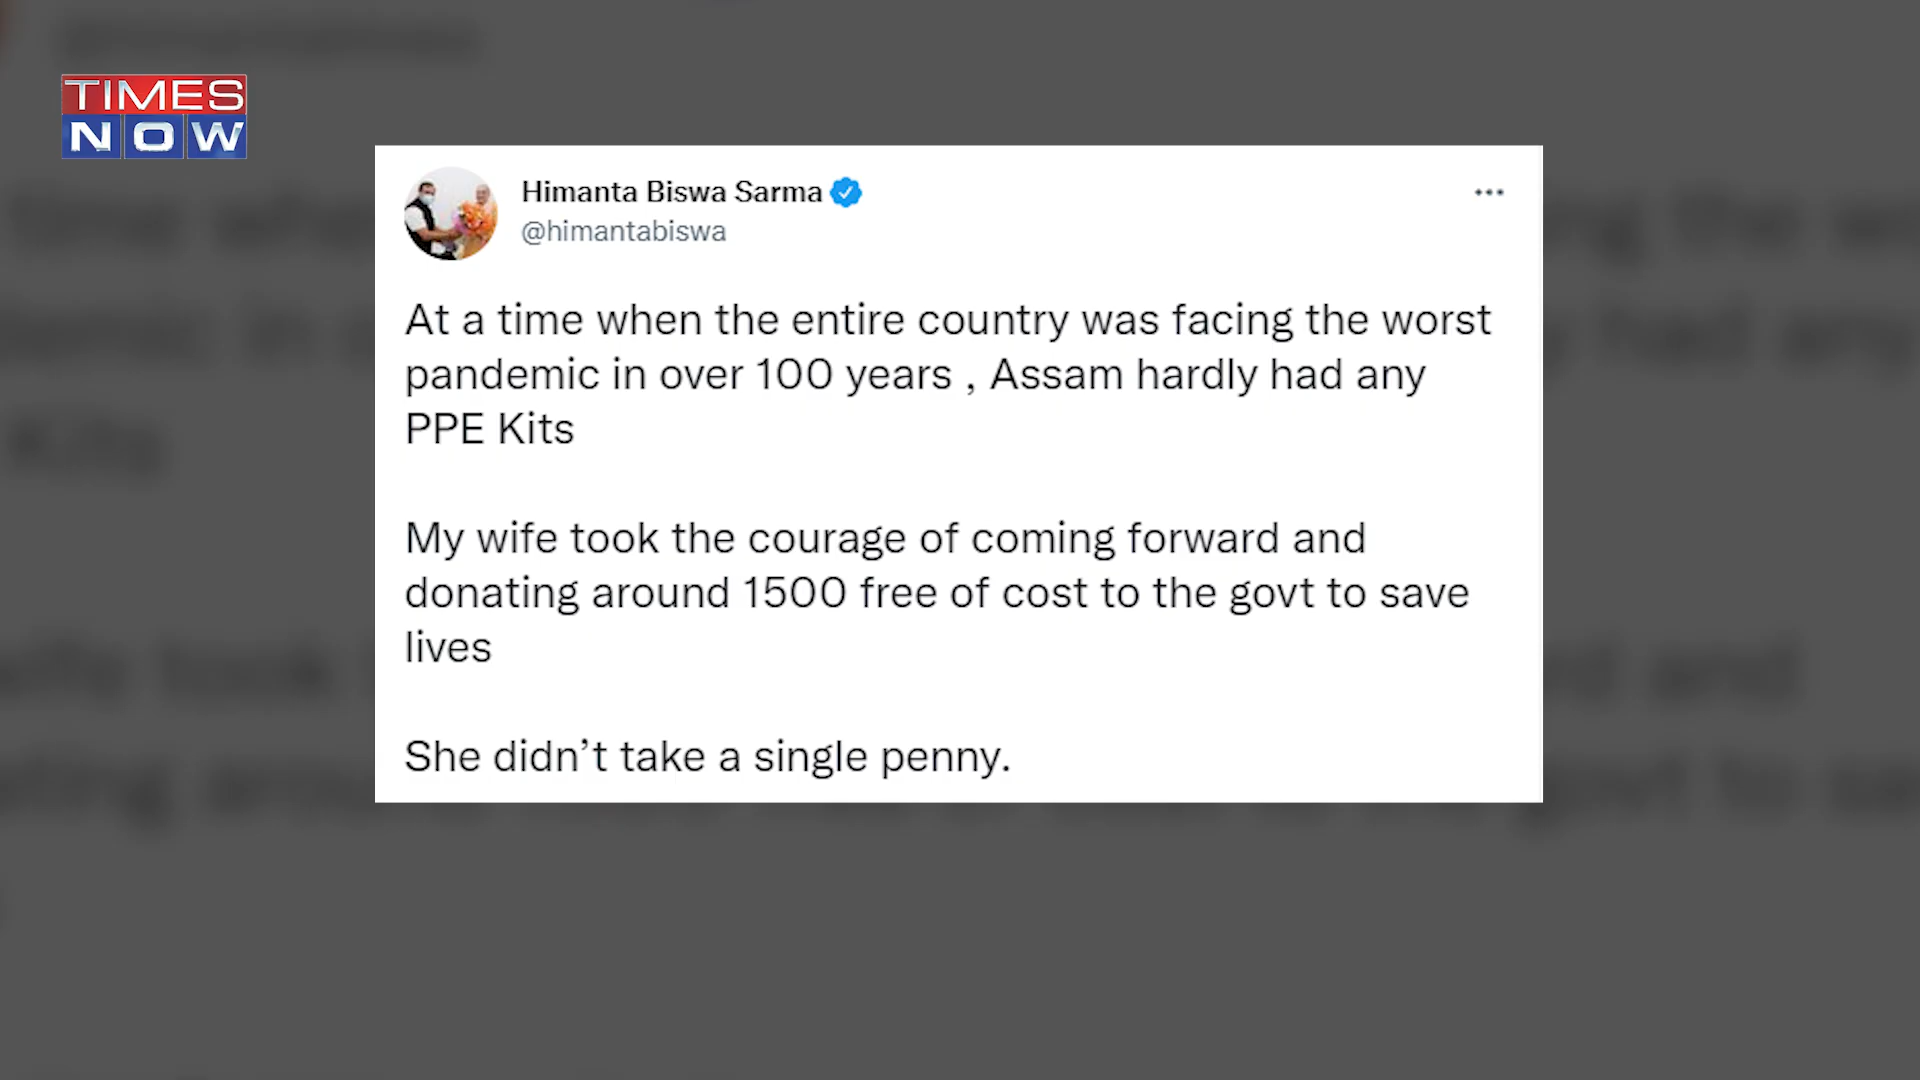 TIMES
NOW
Himanta Biswa Sarma
@himantabiswa
At a time when the entire country was facing the worst
pandemic in over 100 years , Assam hardly had any
PPE Kits
My wife took the courage of coming forward and
donating around 1500 free of cost to the govt to save
lives
She didn’t take a single penny.